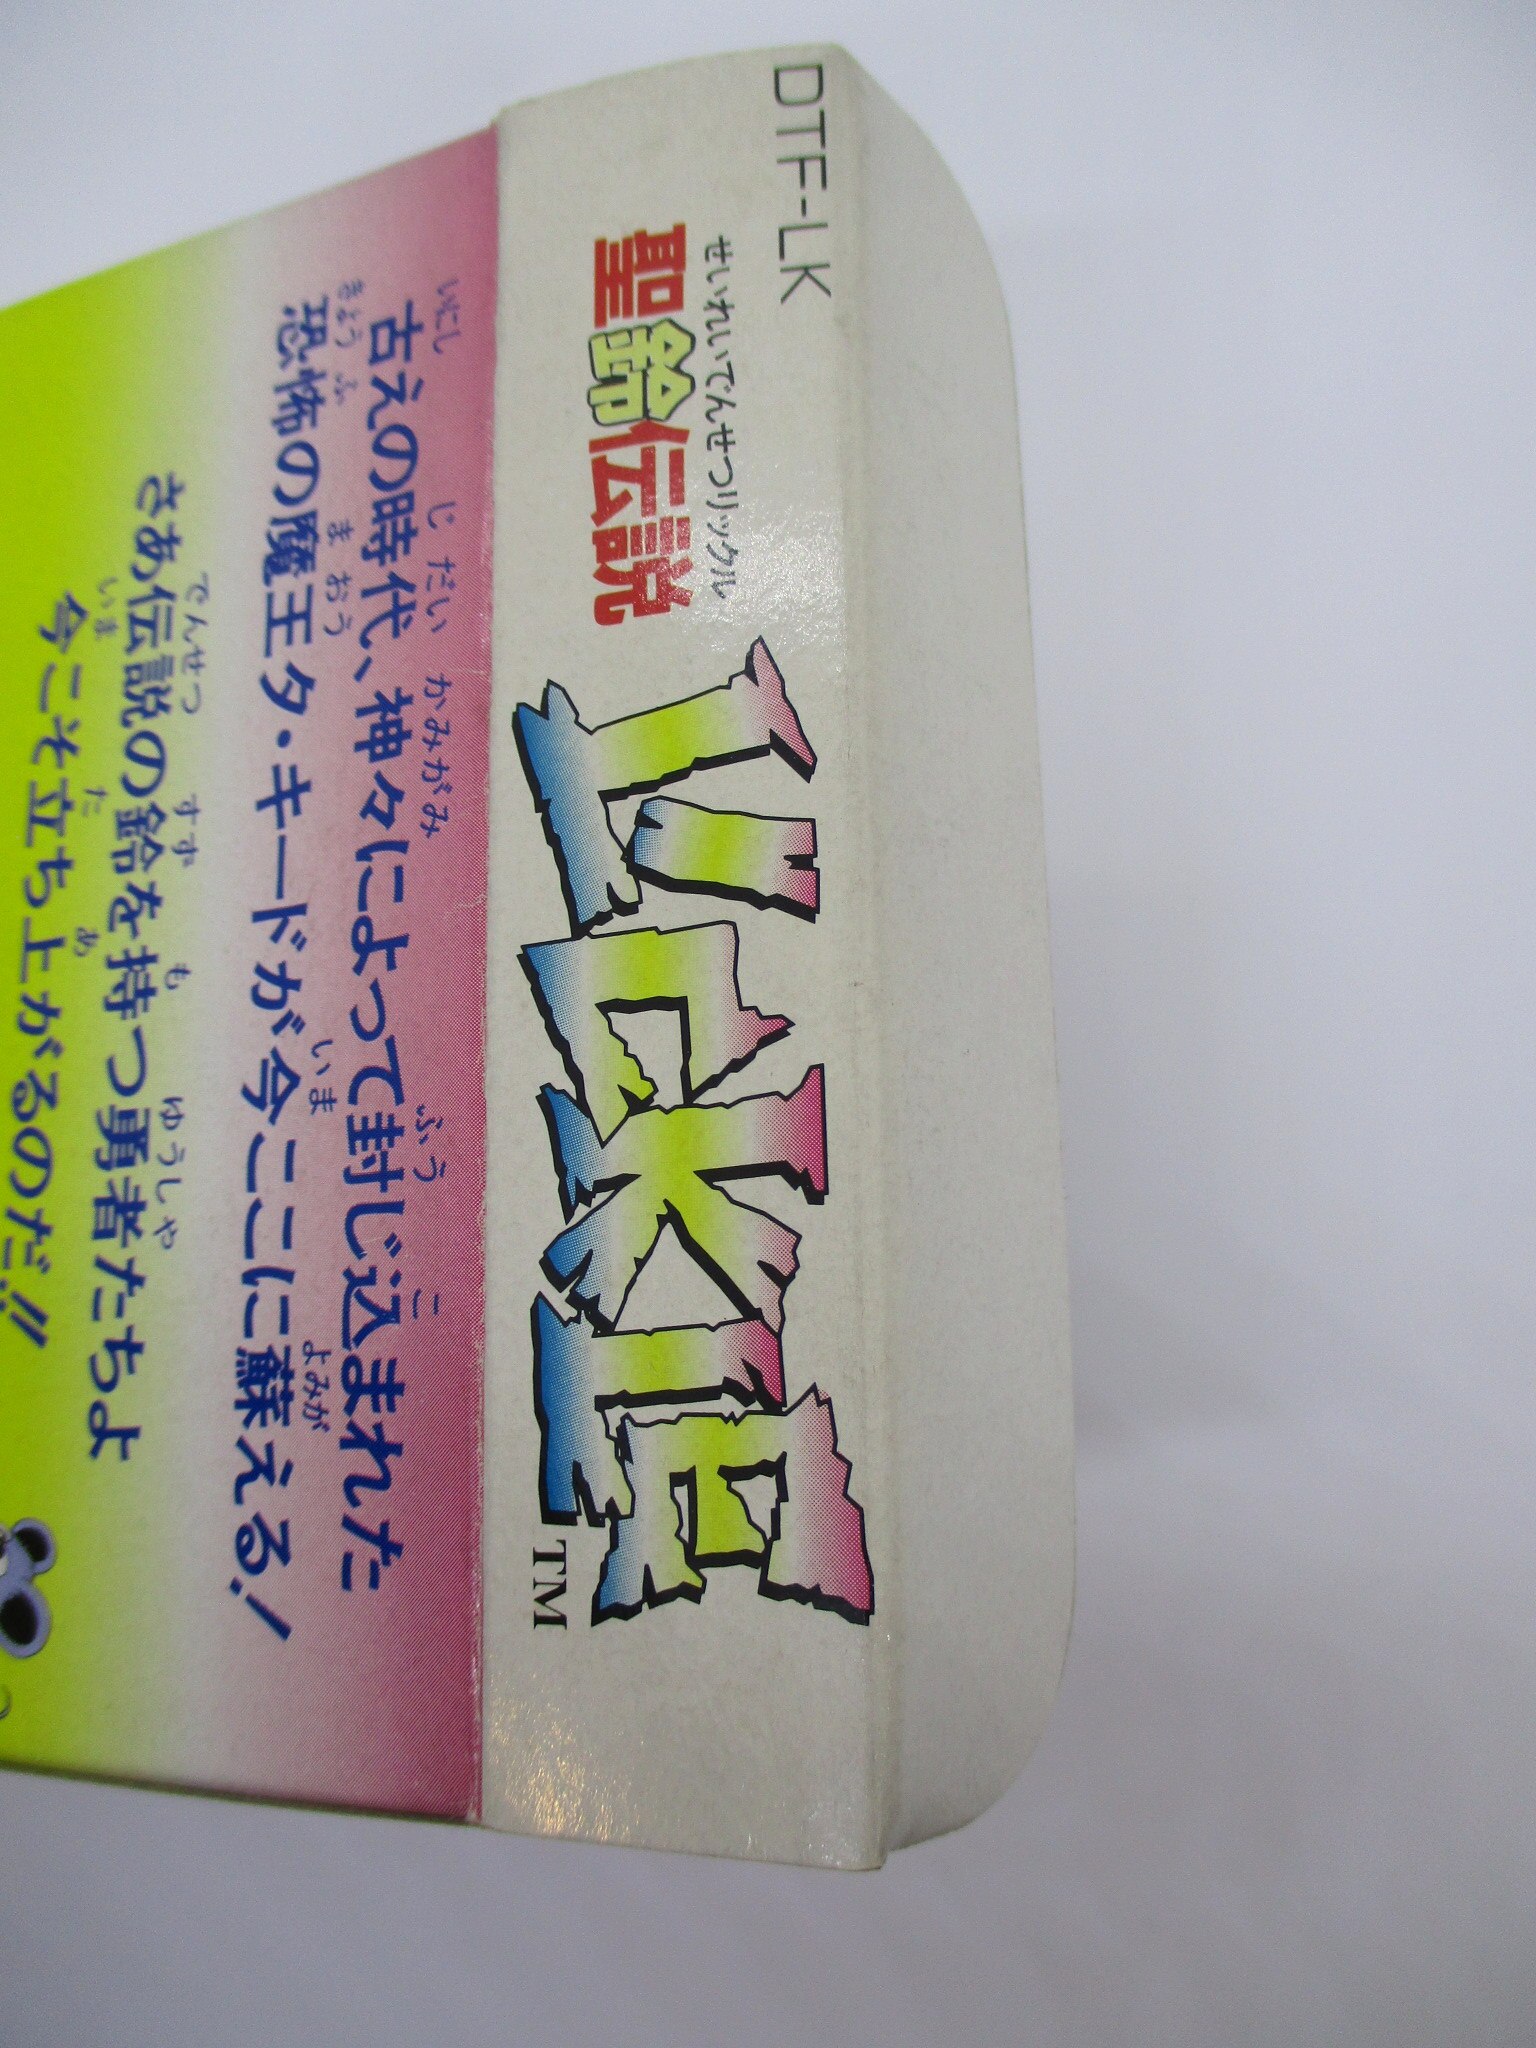 DTF-LK
せいれいでんせつリックル
聖鈴伝説
LICKLE™
いにし じ だい かみがみ ふう こ
古えの時代、神々によって封じ込まれた
きょう ふ ま おう いま よみが
恐怖の魔王タ・キードが今ここに蘇える!
でんせつ すず も ゆうしゃ
さあ伝説の鈴を持つ勇者たちよ
いま た あ
今こそ立ち上がるのだ!!